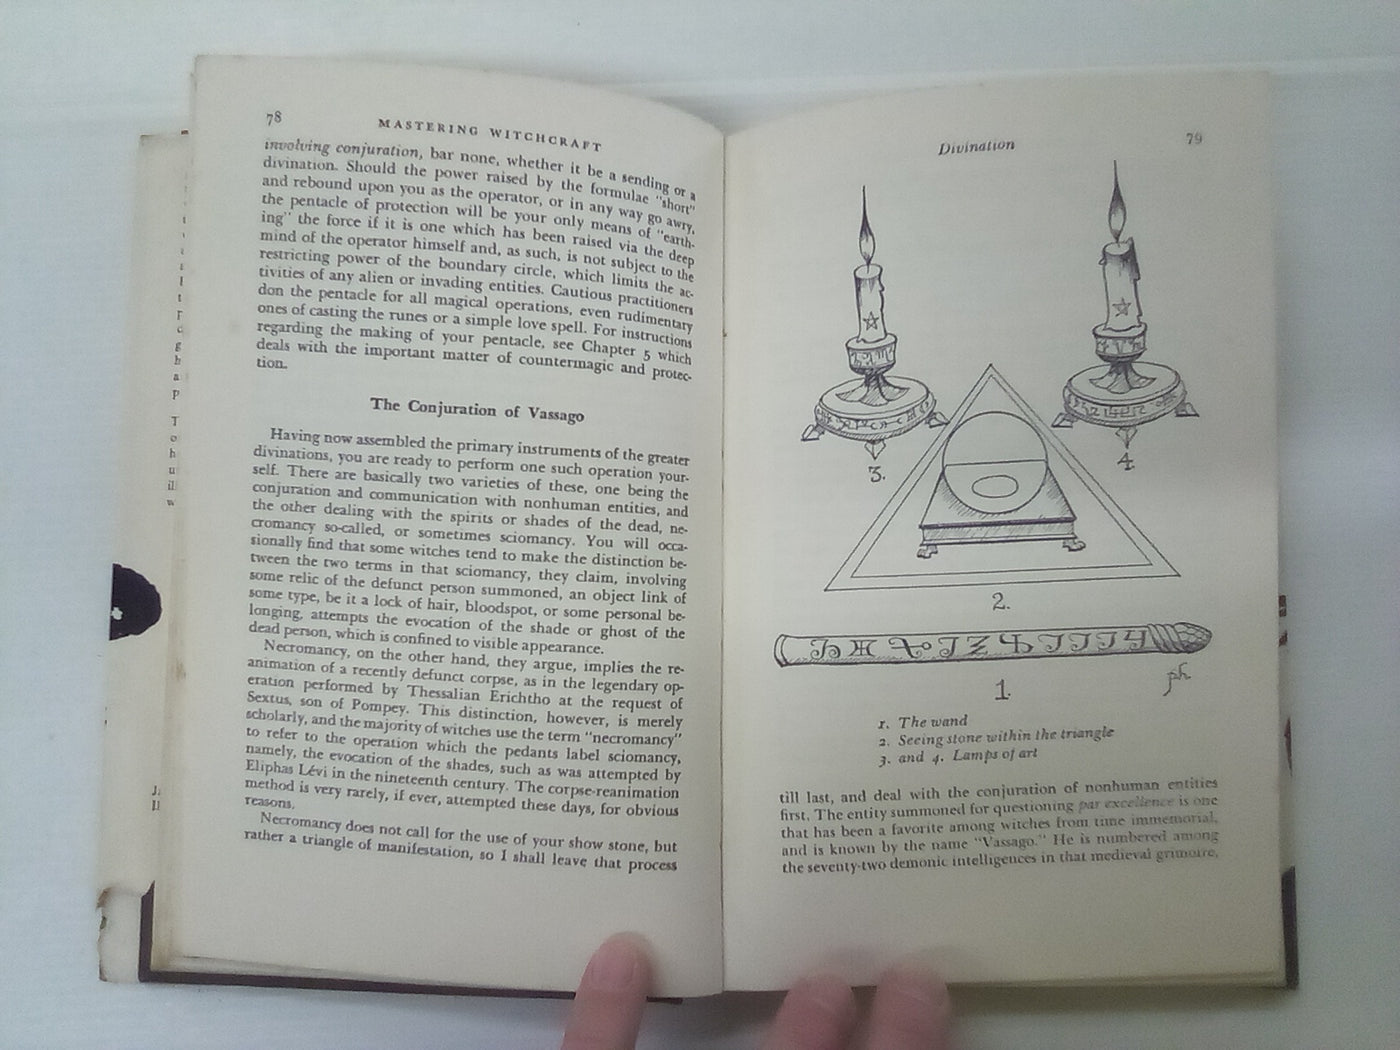 78
MASTERING WITCHCRAFT
involving conjuration, bar none, whether it be a sending or a
divination. Should the power raised by the formulae "short"
and rebound upon you as the operator, or in any way go awry,
the pentacle of protection will be your only means of "earth-
ing" the force if it is one which has been raised via the deep
mind of the operator himself and, as such, is not subject to the
restricting power of the boundary circle, which limits the ac-
tivities of any alien or invading entities. Cautious practitioners
don the pentacle for all magical operations, even rudimentary
ones of casting the runes or a simple love spell. For instructions
regarding the making of your pentacle, see Chapter 5 which
deals with the important matter of countermagic and protec-
tion.
The Conjuration of Vassago
Having now assembled the primary instruments of the greater
divinations, you are ready to perform one such operation your-
self. There are basically two varieties of these, one being the
conjuration and communication with nonhuman entities, and
the other dealing with the spirits or shades of the dead, ne-
cromancy so-called, or sometimes sciomancy. You will occa-
sionally find that some witches tend to make the distinction be-
tween the two terms in that sciomancy, they claim, involving
some relic of the defunct person summoned, an object link of
some type, be it a lock of hair, bloodspot, or some personal be-
longing, attempts the evocation of the shade or ghost of the
dead person, which is confined to visible appearance.
Necromancy, on the other hand, they argue, implies the re-
animation of a recently defunct corpse, as in the legendary op-
eration performed by Thessalian Erichtho at the request of
Sextus, son of Pompey. This distinction, however, is merely
scholarly, and the majority of witches use the term "necromancy"
to refer to the operation which the pedants label sciomancy,
namely, the evocation of the shades, such as was attempted by
Eliphas Lévi in the nineteenth century. The corpse-reanimation
method is very rarely, if ever, attempted these days, for obvious
reasons.
Necromancy does not call for the use of your show stone, but
rather a triangle of manifestation, so I shall leave that process
Divination
79
3.
4.
2.
1.
ph
1. The wand
2. Seeing stone within the triangle
3. and 4. Lamps of art
till last, and deal with the conjuration of nonhuman entities
first. The entity summoned for questioning par excellence is one
that has been a favorite among witches from time immemorial,
and is known by the name "Vassago." He is numbered among
the seventy-two demonic intelligences in that medieval grimoire,